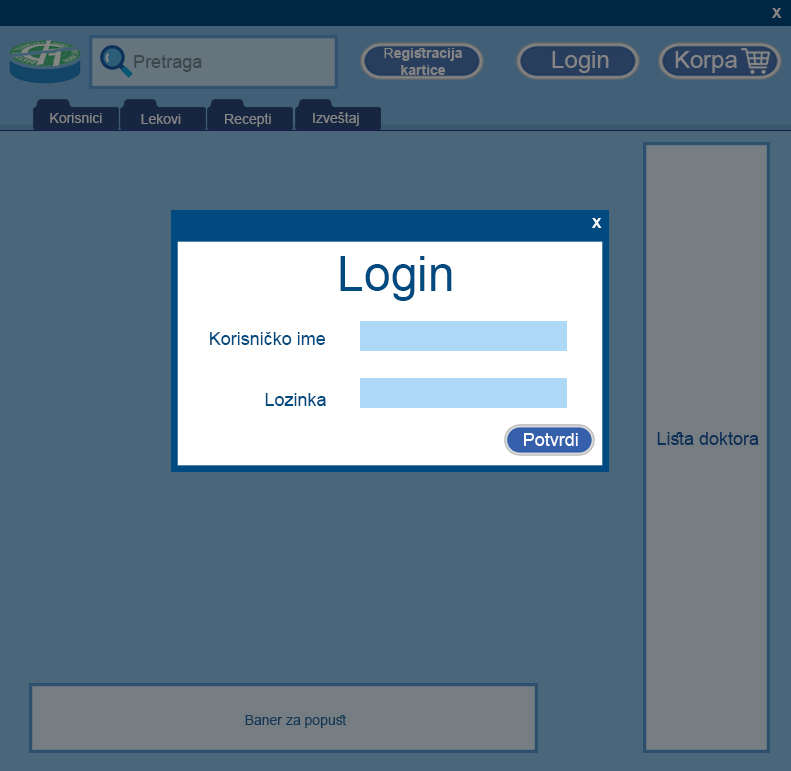 x
Pretraga
Registracija
kartice
Login
Korpa
Korisnici
Lekovi
Recepti
Izveštaj
x
Login
Korisničko ime
Lozinka
Potvrdi
Lista doktora
Baner za popust